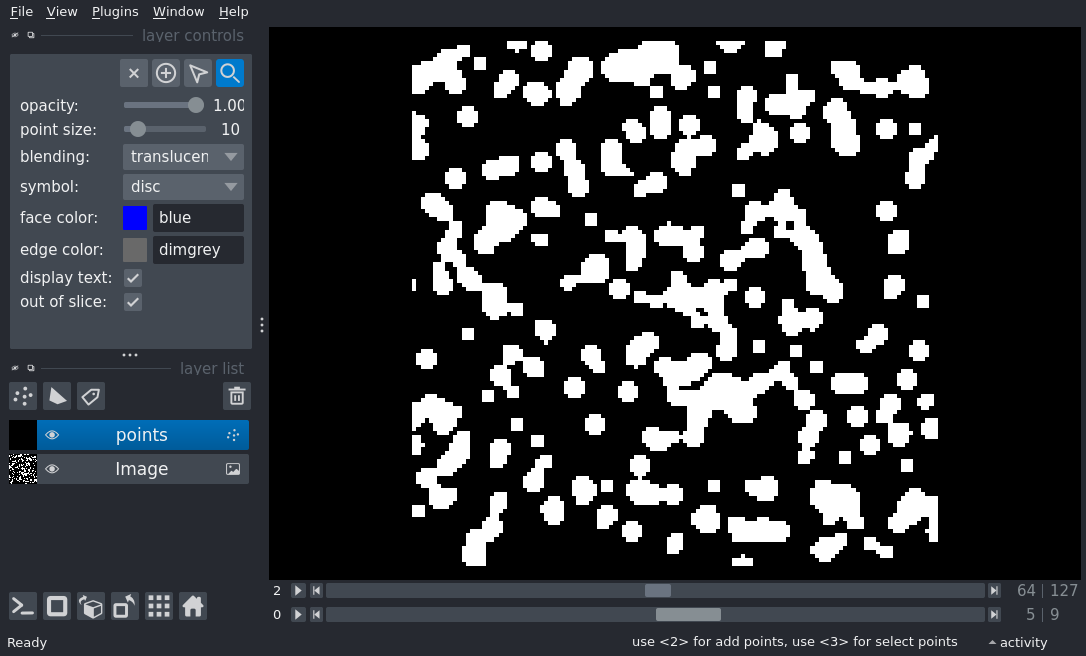 File View Plugins Window Help
layer controls
opacity: 1.00
point size: 10
blending: translucen
symbol: disc
face color: blue
edge color: dimgrey
display text:
out of slice:
layer list
points
Image
2 64 | 127
0 5 | 9
Ready use <2> for add points, use <3> for select points activity